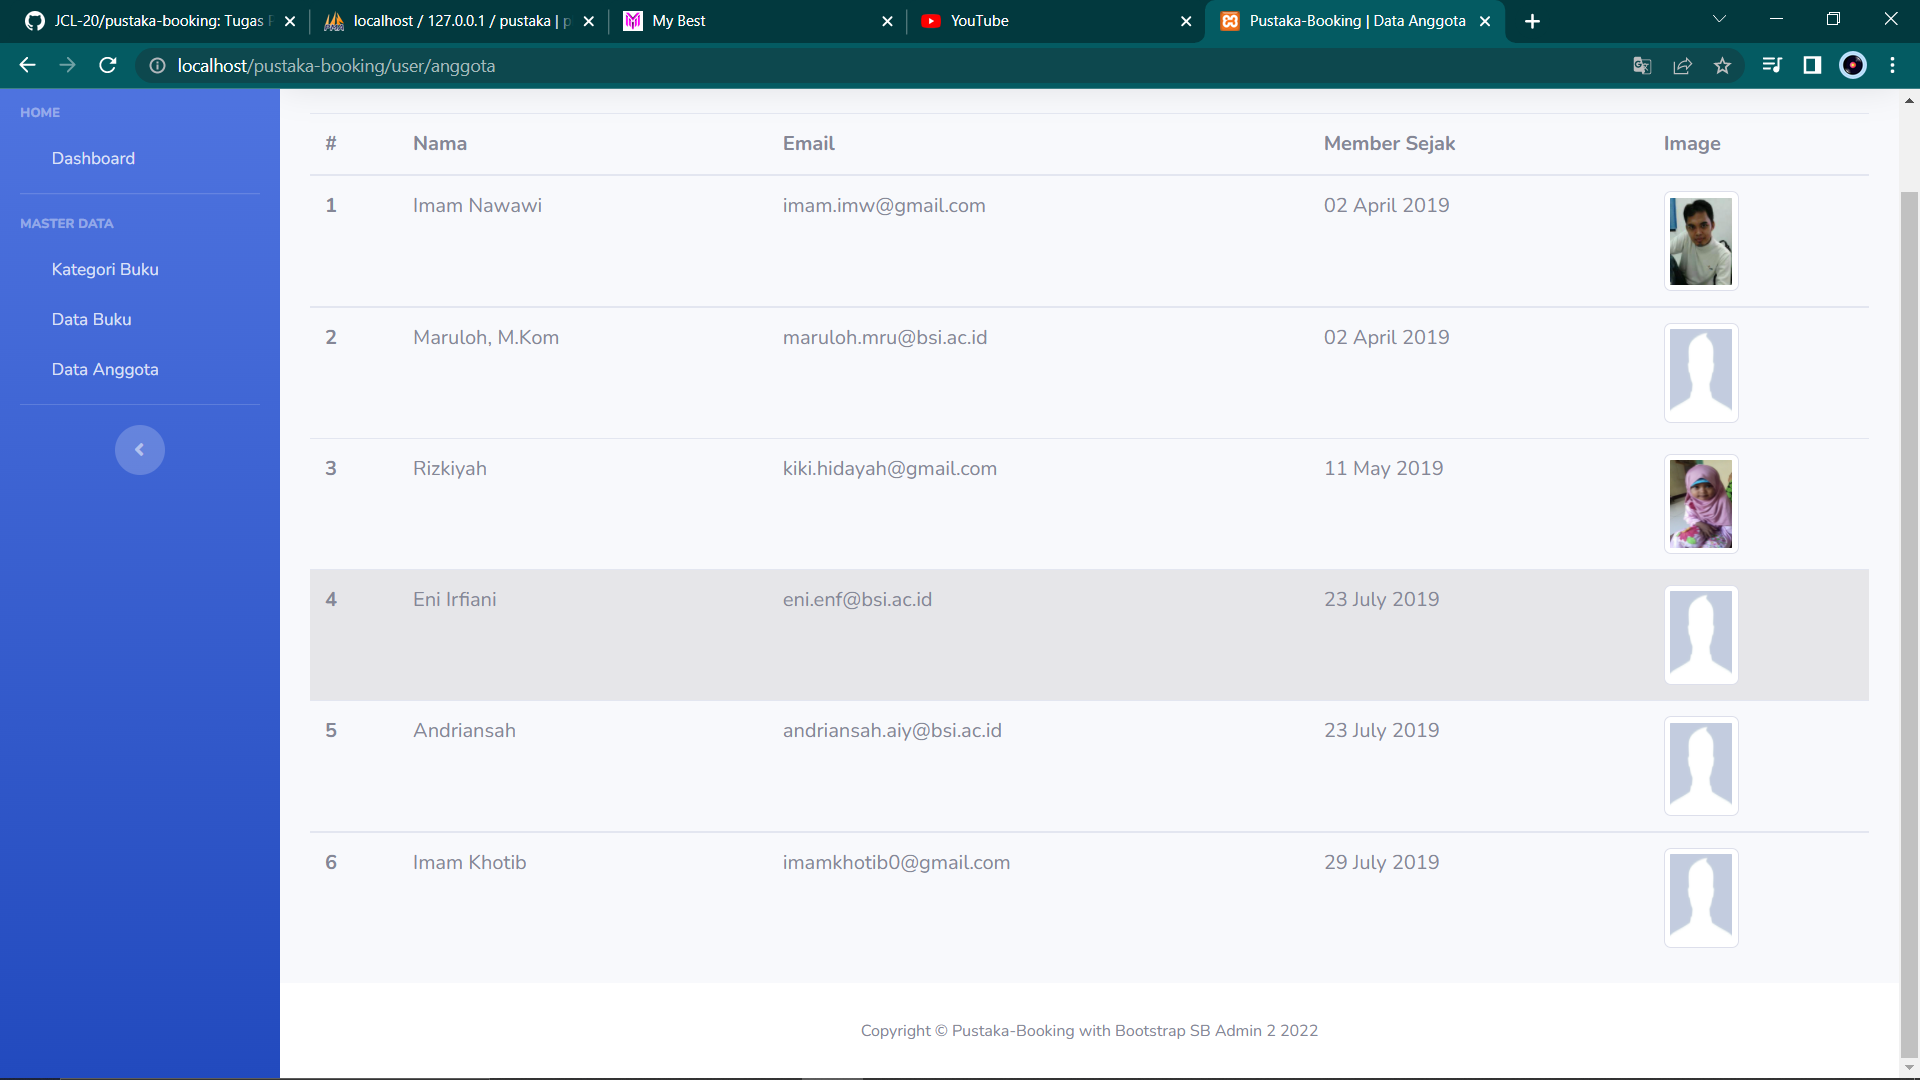 JCL-20/pustaka-booking: Tugas
localhost / 127.0.0.1 / pustaka | p
My Best
YouTube
Pustaka-Booking | Data Anggota
localhost/pustaka-booking/user/anggota
HOME
Dashboard
MASTER DATA
Kategori Buku
Data Buku
Data Anggota
# Nama Email Member Sejak Image
1 Imam Nawawi imam.imw@gmail.com 02 April 2019
2 Maruloh, M.Kom maruloh.mru@bsi.ac.id 02 April 2019
3 Rizkiyah kiki.hidayah@gmail.com 11 May 2019
4 Eni Irfiani eni.enf@bsi.ac.id 23 July 2019
5 Andriansah andriansah.aiy@bsi.ac.id 23 July 2019
6 Imam Khotib imamkhotib0@gmail.com 29 July 2019
Copyright © Pustaka-Booking with Bootstrap SB Admin 2 2022